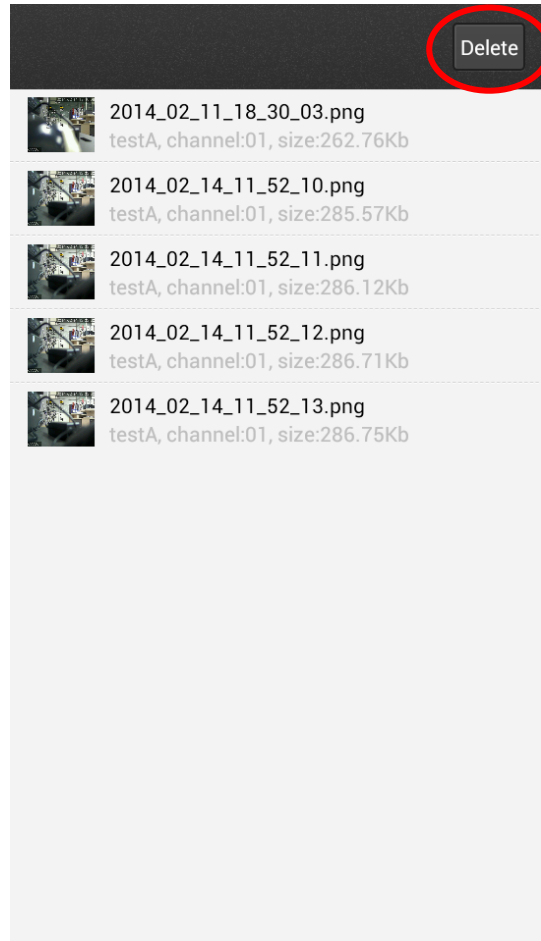 Delete
2014_02_11_18_30_03.png
testA, channel:01, size:262.76Kb
2014_02_14_11_52_10.png
testA, channel:01, size:285.57Kb
2014_02_14_11_52_11.png
testA, channel:01, size:286.12Kb
2014_02_14_11_52_12.png
testA, channel:01, size:286.71Kb
2014_02_14_11_52_13.png
testA, channel:01, size:286.75Kb